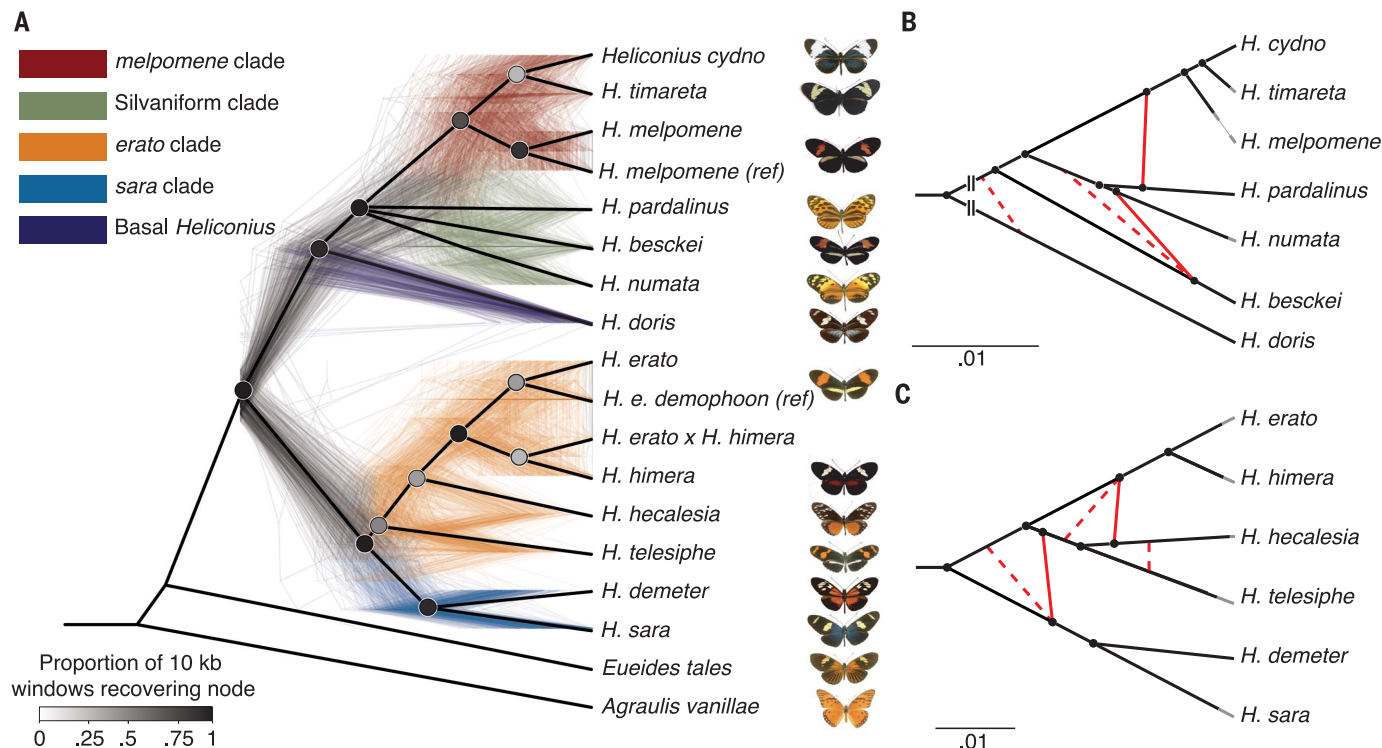 A
melpomene clade
Silvaniform clade
erato clade
sara clade
Basal Heliconius
Heliconius cydno
H. timareta
H. melpomene
H. melpomene (ref)
H. pardalinus
H. besckei
H. numata
H. doris
H. erato
H. e. demophoon (ref)
H. erato x H. himera
H. himera
H. hecalesia
H. telesiphe
H. demeter
H. sara
Eueides tales
Agraulis vanillae
Proportion of 10 kb
windows recovering node
0 .25 .5 .75 1
B
H. cydno
H. timareta
H. melpomene
H. pardalinus
H. numata
H. besckei
H. doris
.01
C
H. erato
H. himera
H. hecalesia
H. telesiphe
H. demeter
H. sara
.01